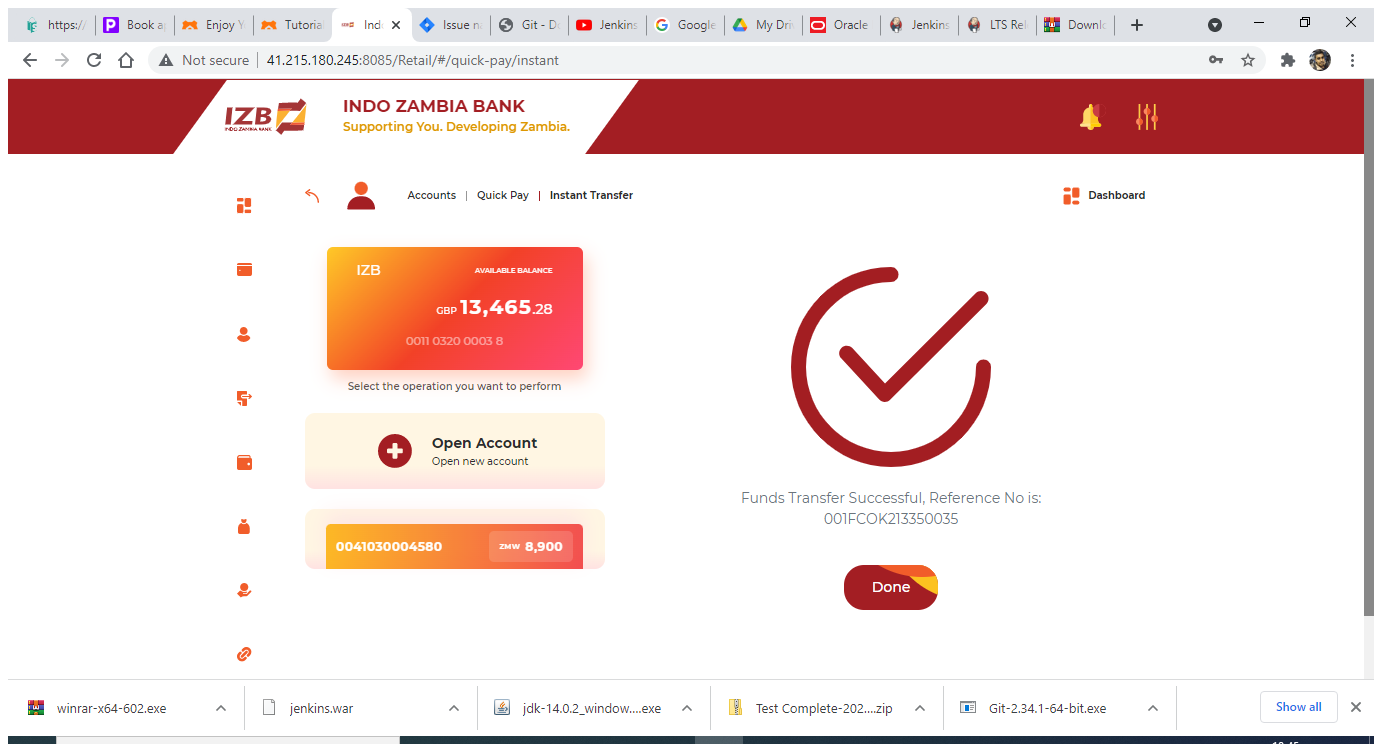 https:/
Book a
Enjoy Y
Tutoria
Ind
Issue n
Git - D
Jenkins
Google
My Dri
Oracle
Jenkins
LTS Rel
Downlo
Not secure
41.215.180.245:8085/Retail/#/quick-pay/instant
IZB
INDO ZAMBIA BANK
INDO ZAMBIA BANK
Supporting You. Developing Zambia.
Accounts | Quick Pay | Instant Transfer
Dashboard
IZB
AVAILABLE BALANCE
GBP 13,465.28
0011 0320 0003 8
Select the operation you want to perform
Open Account
Open new account
0041030004580
ZMW 8,900
Funds Transfer Successful, Reference No is:
001FCOK213350035
Done
winrar-x64-602.exe
jenkins.war
jdk-14.0.2_window....exe
Test Complete-202....zip
Git-2.34.1-64-bit.exe
Show all